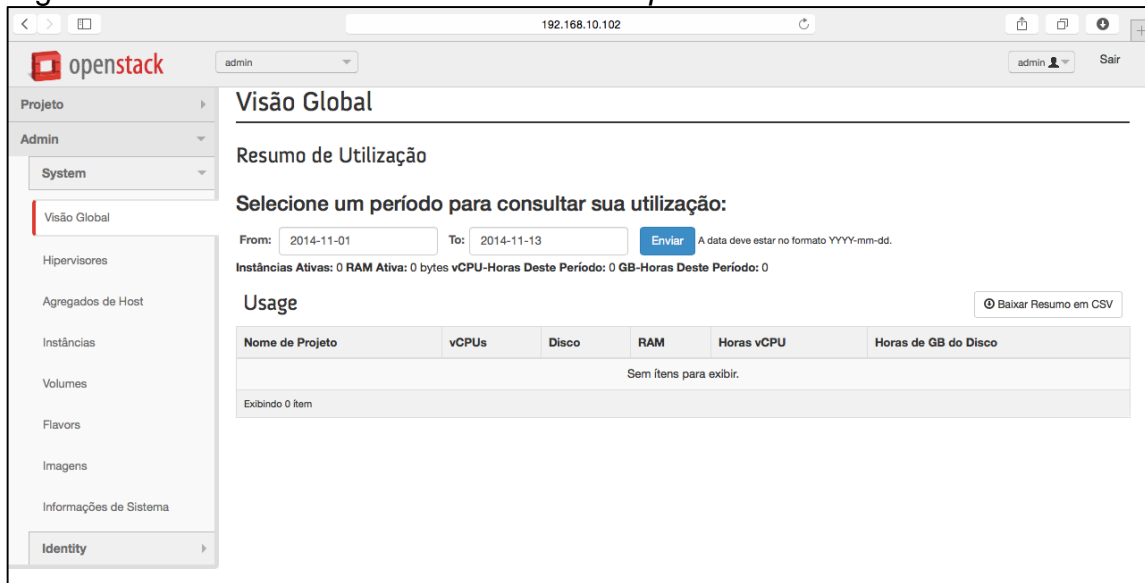 192.168.10.102
openstack admin admin Sair
Projeto
Admin
System
Visão Global
Hipervisores
Agregados de Host
Instâncias
Volumes
Flavors
Imagens
Informações de Sistema
Identity
Visão Global
Resumo de Utilização
Selecione um período para consultar sua utilização:
From: 2014-11-01 To: 2014-11-13 Enviar A data deve estar no formato YYYY-mm-dd.
Instâncias Ativas: 0 RAM Ativa: 0 bytes vCPU-Horas Deste Período: 0 GB-Horas Deste Período: 0
Usage Baixar Resumo em CSV
Nome de Projeto vCPUs Disco RAM Horas vCPU Horas de GB do Disco
Sem ítens para exibir.
Exibindo 0 ítem